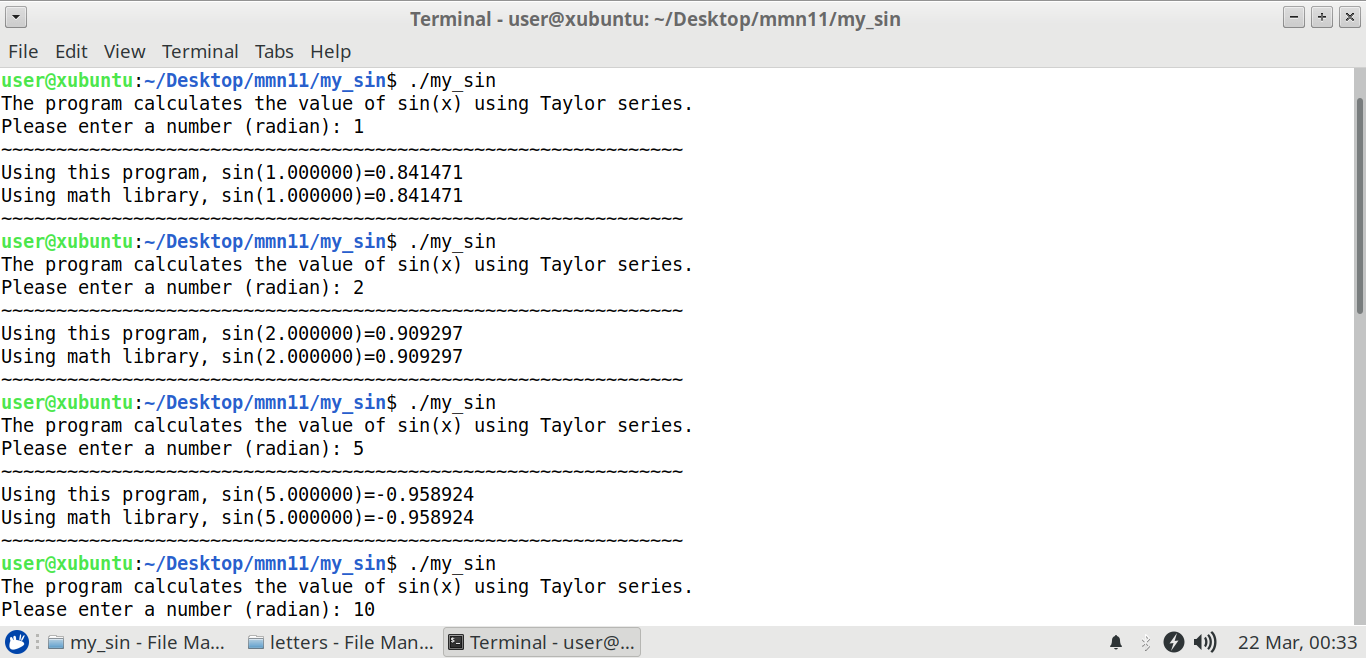 Terminal - user@xubuntu: ~/Desktop/mmn11/my_sin
File Edit View Terminal Tabs Help
user@xubuntu:~/Desktop/mmn11/my_sin$ ./my_sin
The program calculates the value of sin(x) using Taylor series.
Please enter a number (radian): 1
~~~~~~~~~~~~~~~~~~~~~~~~~~~~~~~~~~~~~~~~~~~~~~~~~~~~~~~~~~~~~~
Using this program, sin(1.000000)=0.841471
Using math library, sin(1.000000)=0.841471
~~~~~~~~~~~~~~~~~~~~~~~~~~~~~~~~~~~~~~~~~~~~~~~~~~~~~~~~~~~~~~
user@xubuntu:~/Desktop/mmn11/my_sin$ ./my_sin
The program calculates the value of sin(x) using Taylor series.
Please enter a number (radian): 2
~~~~~~~~~~~~~~~~~~~~~~~~~~~~~~~~~~~~~~~~~~~~~~~~~~~~~~~~~~~~~~
Using this program, sin(2.000000)=0.909297
Using math library, sin(2.000000)=0.909297
~~~~~~~~~~~~~~~~~~~~~~~~~~~~~~~~~~~~~~~~~~~~~~~~~~~~~~~~~~~~~~
user@xubuntu:~/Desktop/mmn11/my_sin$ ./my_sin
The program calculates the value of sin(x) using Taylor series.
Please enter a number (radian): 5
~~~~~~~~~~~~~~~~~~~~~~~~~~~~~~~~~~~~~~~~~~~~~~~~~~~~~~~~~~~~~~
Using this program, sin(5.000000)=-0.958924
Using math library, sin(5.000000)=-0.958924
~~~~~~~~~~~~~~~~~~~~~~~~~~~~~~~~~~~~~~~~~~~~~~~~~~~~~~~~~~~~~~
user@xubuntu:~/Desktop/mmn11/my_sin$ ./my_sin
The program calculates the value of sin(x) using Taylor series.
Please enter a number (radian): 10
my_sin - File Ma... letters - File Man... Terminal - user@... 22 Mar, 00:33